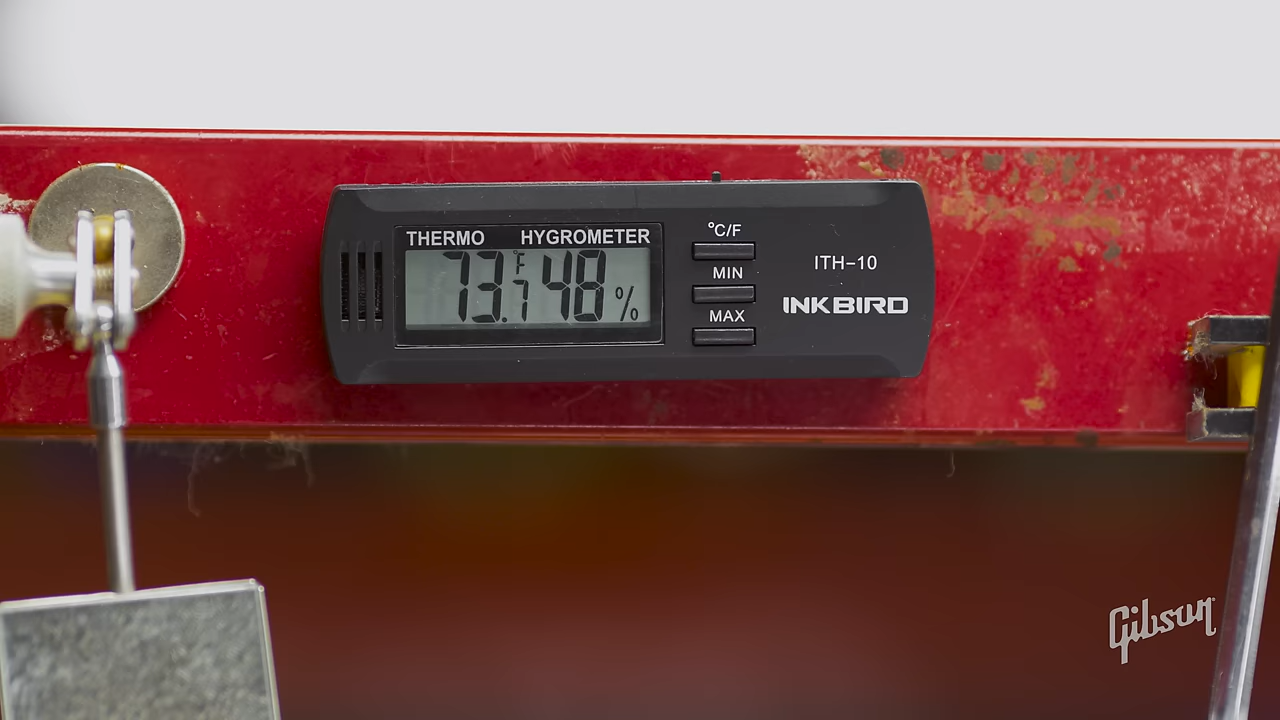 THERMO HYGROMETER
73.7 °F 48 %
°C/F
MIN
MAX
ITH-10
INKBIRD
Gibson